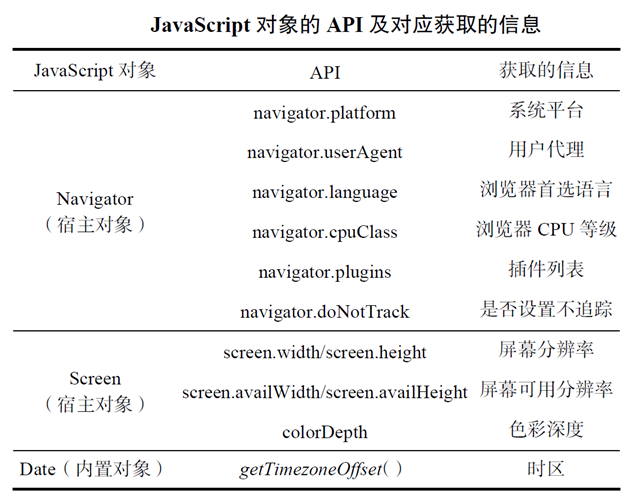 JavaScript 对象的 API 及对应获取的信息
JavaScript 对象 API 获取的信息
Navigator
（宿主对象）
navigator.platform 系统平台
navigator.userAgent 用户代理
navigator.language 浏览器首选语言
navigator.cpuClass 浏览器 CPU 等级
navigator.plugins 插件列表
navigator.doNotTrack 是否设置不追踪
Screen
（宿主对象）
screen.width/screen.height 屏幕分辨率
screen.availWidth/screen.availHeight 屏幕可用分辨率
colorDepth 色彩深度
Date（内置对象） getTimezoneOffset( ) 时区